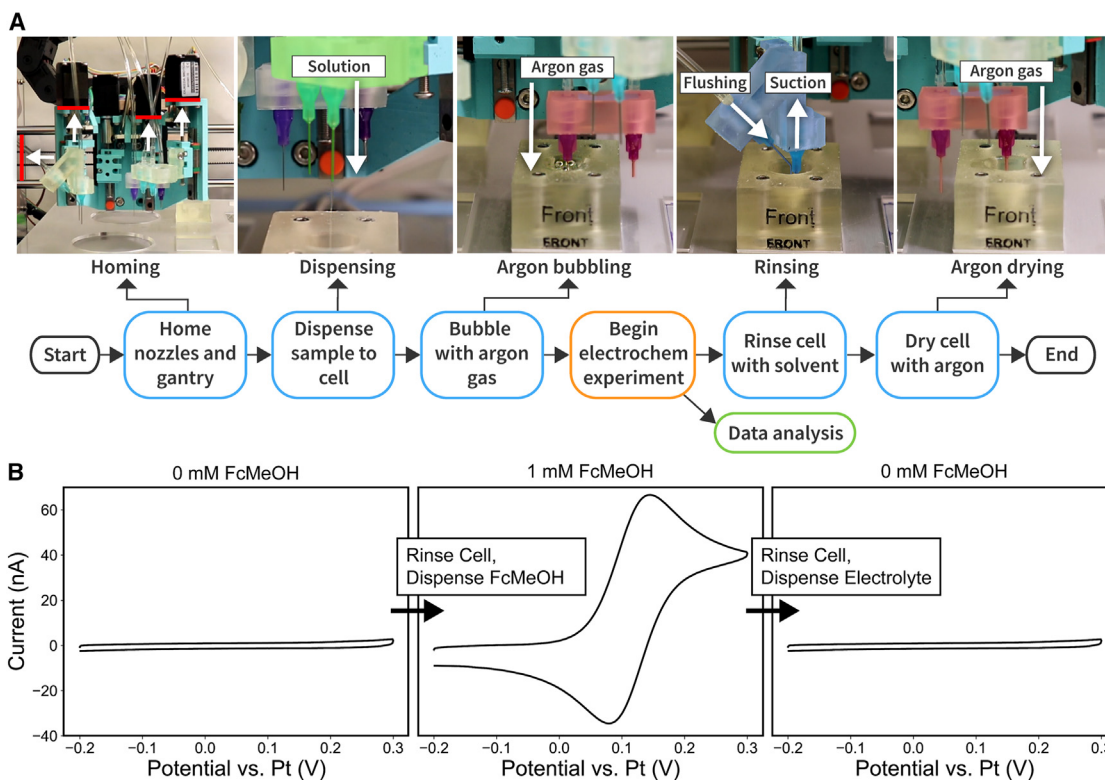 A
Solution
Argon gas
Flushing
Suction
Argon gas
Front
FRONT
Front
FRONT
Front
FRONT
Homing
Dispensing
Argon bubbling
Rinsing
Argon drying
Start
Home
nozzles and
gantry
Dispense
sample to
cell
Bubble
with argon
gas
Begin
electrochem
experiment
Rinse cell
with solvent
Dry cell
with argon
End
Data analysis
B
0 mM FcMeOH
1 mM FcMeOH
0 mM FcMeOH
Current (nA)
60
40
20
0
−20
−40
Rinse Cell,
Dispense FcMeOH
Rinse Cell,
Dispense Electrolyte
−0.2 −0.1 0.0 0.1 0.2 0.3
−0.2 −0.1 0.0 0.1 0.2 0.3
−0.2 −0.1 0.0 0.1 0.2 0.3
Potential vs. Pt (V)
Potential vs. Pt (V)
Potential vs. Pt (V)